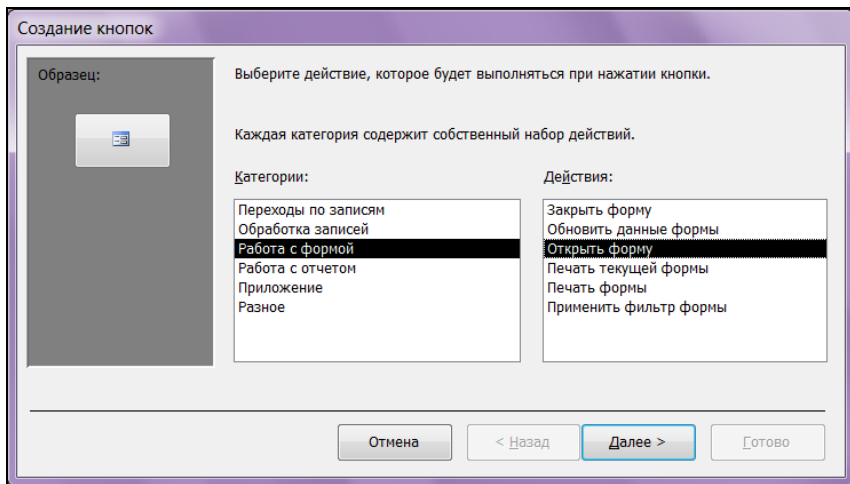 Создание кнопок
Образец:
Выберите действие, которое будет выполняться при нажатии кнопки.
Каждая категория содержит собственный набор действий.
Категории:
Переходы по записям
Обработка записей
Работа с формой
Работа с отчетом
Приложение
Разное
Действия:
Закрыть форму
Обновить данные формы
Открыть форму
Печать текущей формы
Печать формы
Применить фильтр формы
Отмена
< Назад
Далее >
Готово